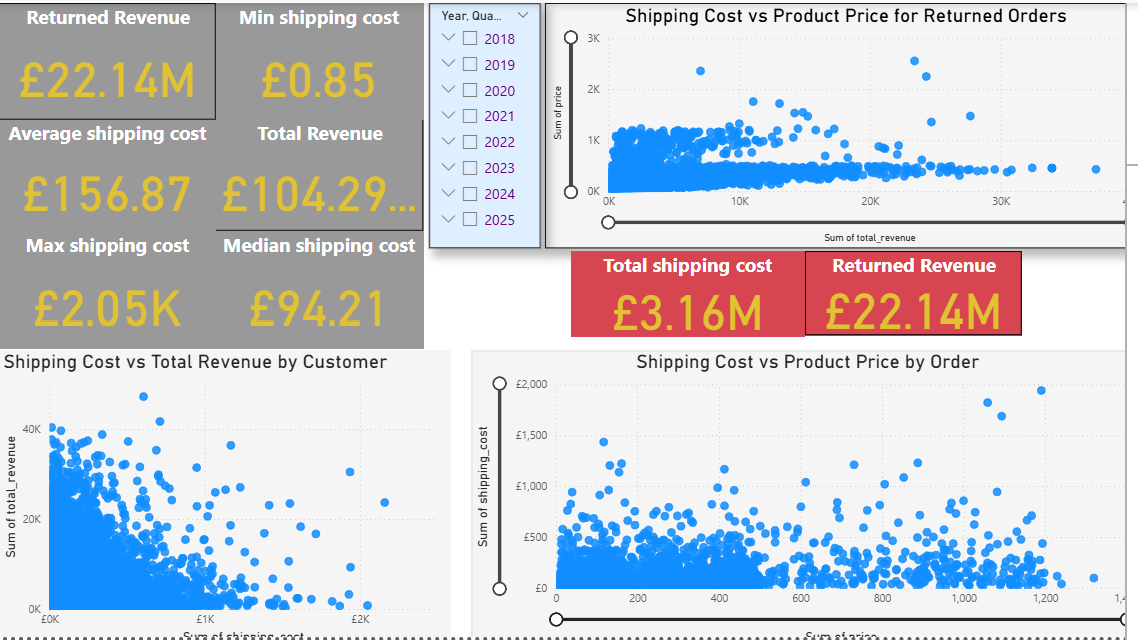 Returned Revenue
£22.14M
Min shipping cost
£0.85
Average shipping cost
£156.87
Total Revenue
£104.29...
Max shipping cost
£2.05K
Median shipping cost
£94.21
Year, Qua...
2018
2019
2020
2021
2022
2023
2024
2025
Shipping Cost vs Product Price for Returned Orders
Sum of price
3K
2K
1K
0K
0K 10K 20K 30K
Sum of total_revenue
Total shipping cost
£3.16M
Returned Revenue
£22.14M
Shipping Cost vs Total Revenue by Customer
Sum of total_revenue
40K
20K
0K
£0K £1K £2K
Sum of shipping_cost
Shipping Cost vs Product Price by Order
Sum of shipping_cost
£2,000
£1,500
£1,000
£500
£0
0 200 400 600 800 1,000 1,200
Sum of price